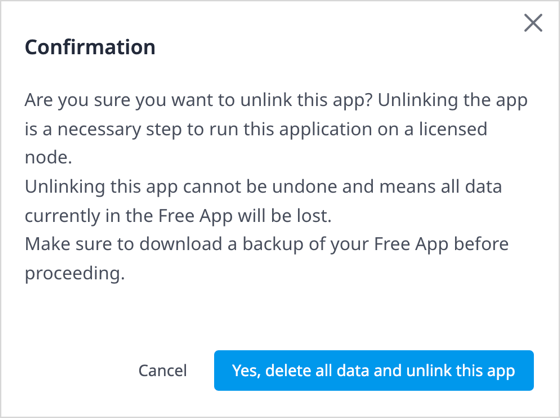 Confirmation
Are you sure you want to unlink this app? Unlinking the app
is a necessary step to run this application on a licensed
node.
Unlinking this app cannot be undone and means all data
currently in the Free App will be lost.
Make sure to download a backup of your Free App before
proceeding.
Cancel
Yes, delete all data and unlink this app